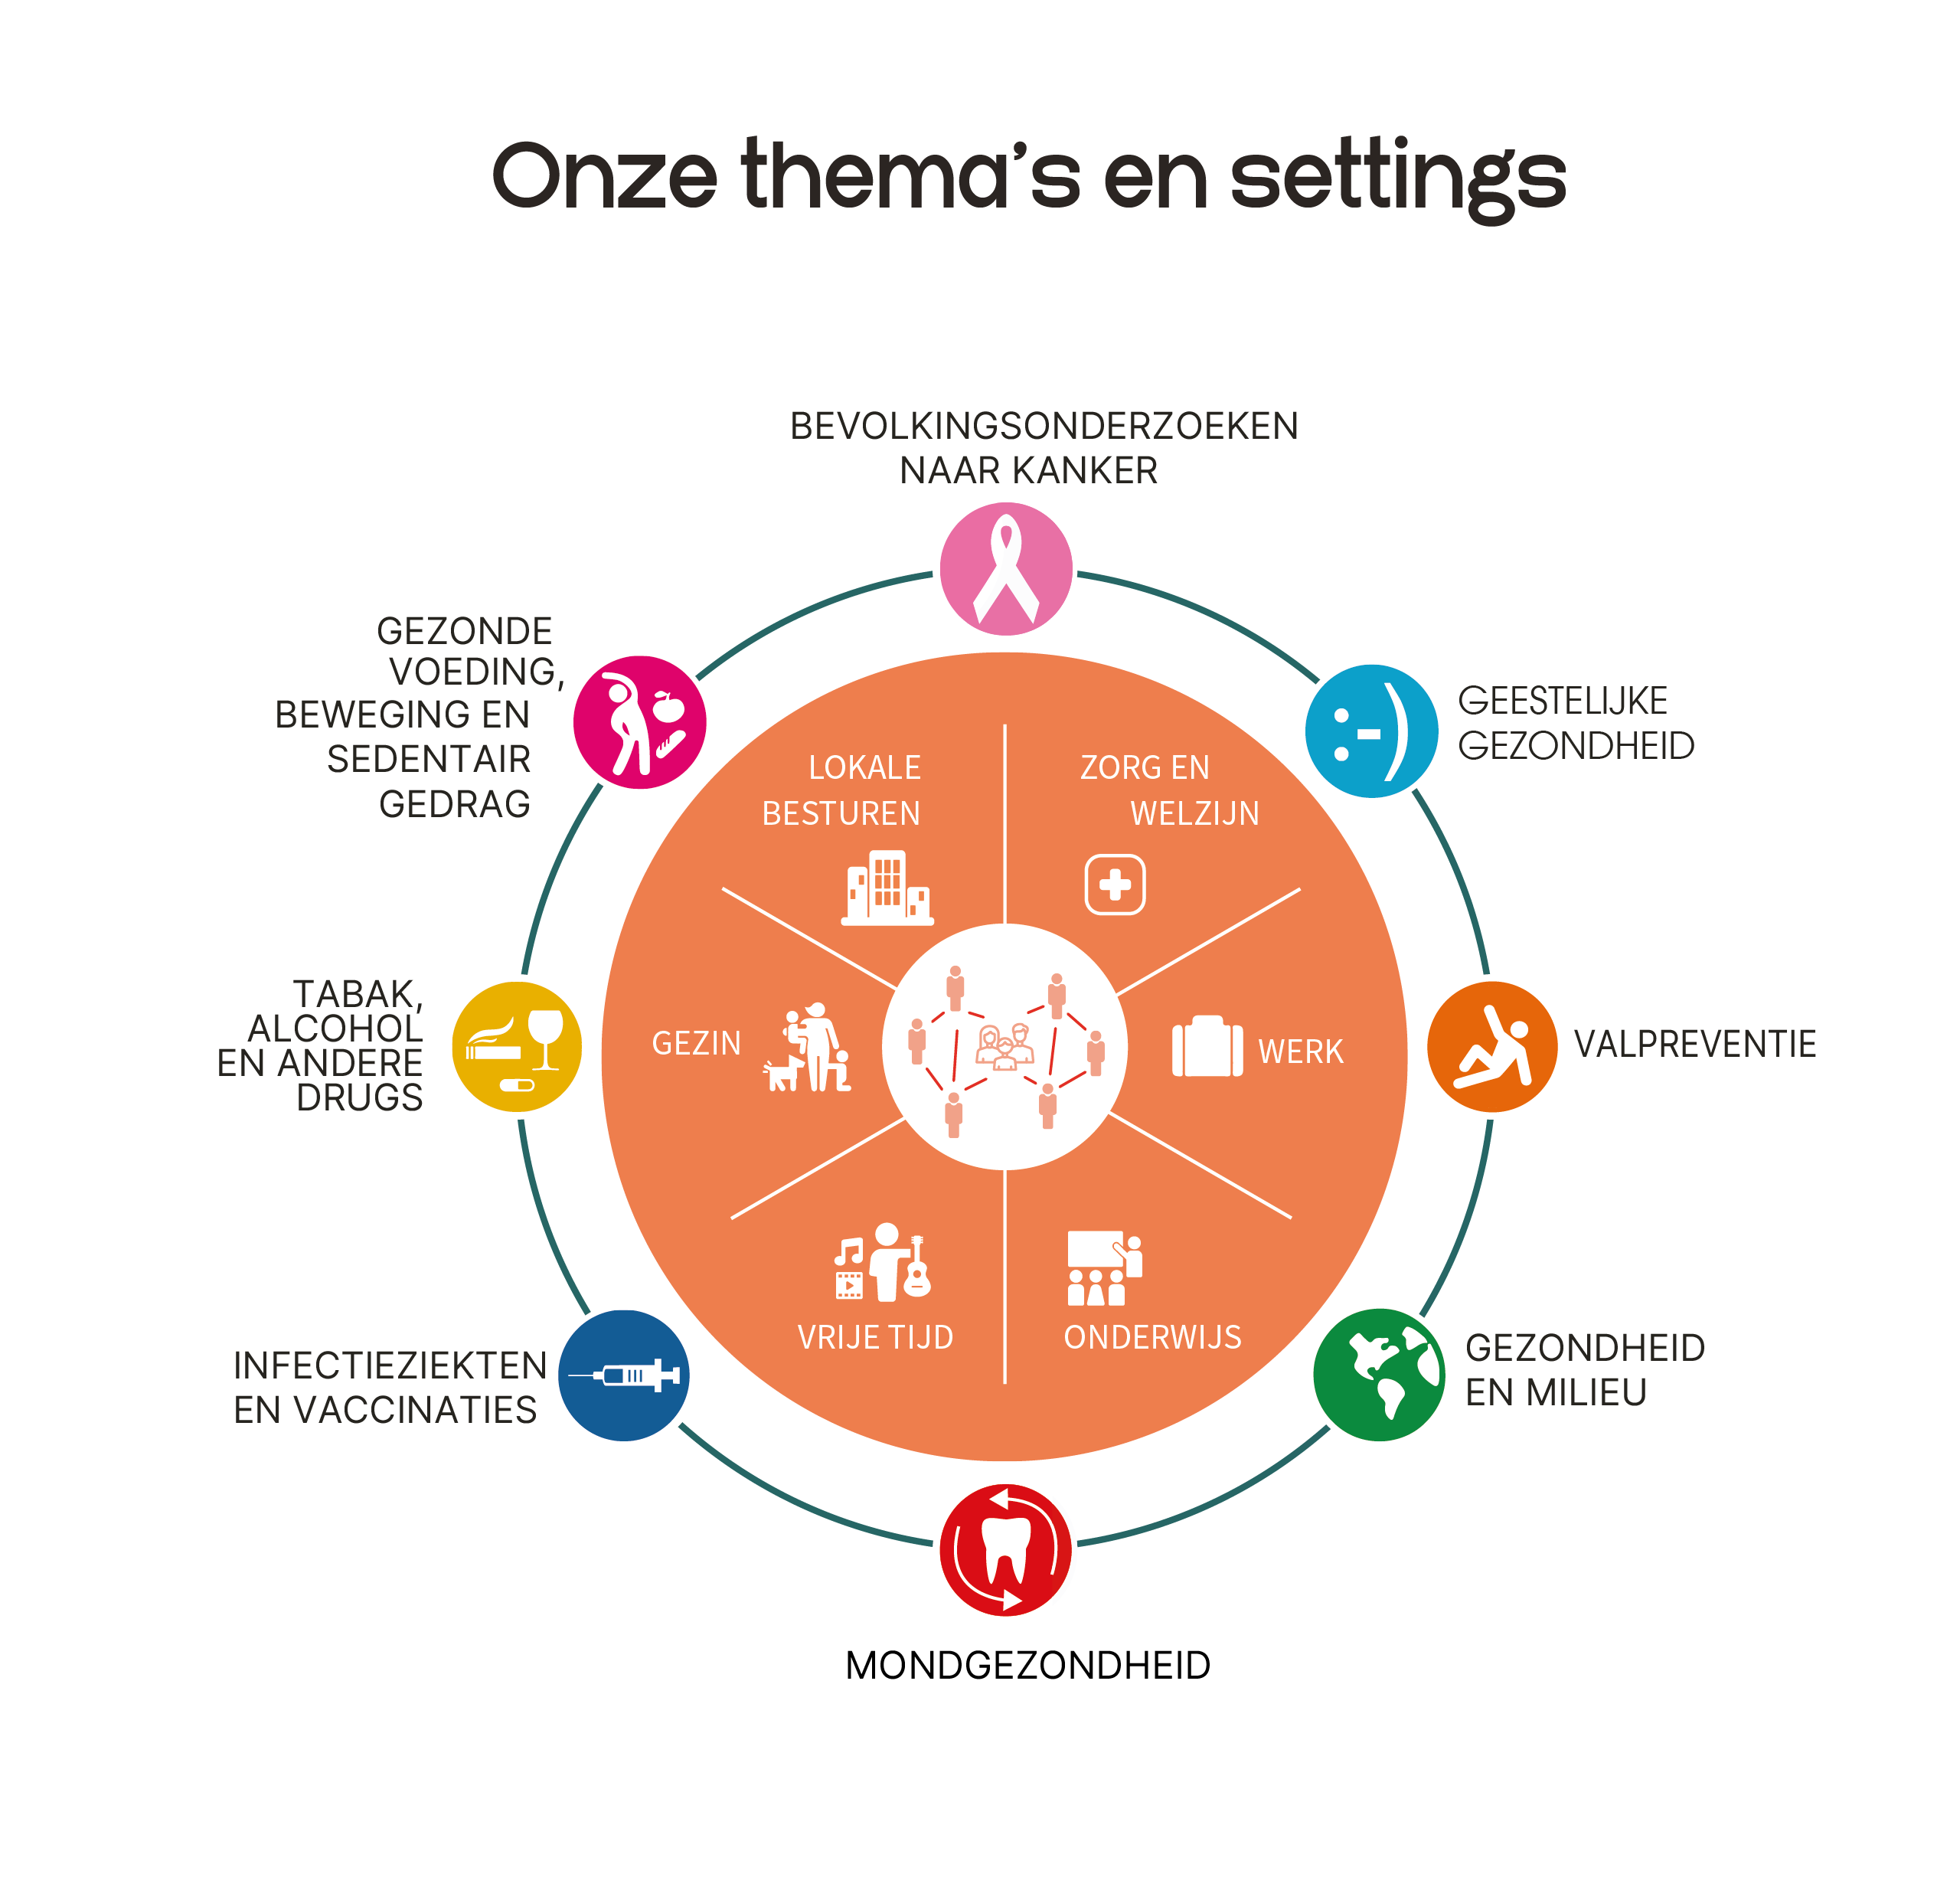 Onze thema’s en settings
BEVOLKINGSONDERZOEKEN
NAAR KANKER
GEESTELIJKE
GEZONDHEID
VALPREVENTIE
GEZONDHEID
EN MILIEU
MONDGEZONDHEID
INFECTIEZIEKTEN
EN VACCINATIES
TABAK,
ALCOHOL
EN ANDERE
DRUGS
GEZONDE
VOEDING,
BEWEGING EN
SEDENTAIR
GEDRAG
LOKALE
BESTUREN
ZORG EN
WELZIJN
WERK
ONDERWIJS
VRIJE TIJD
GEZIN